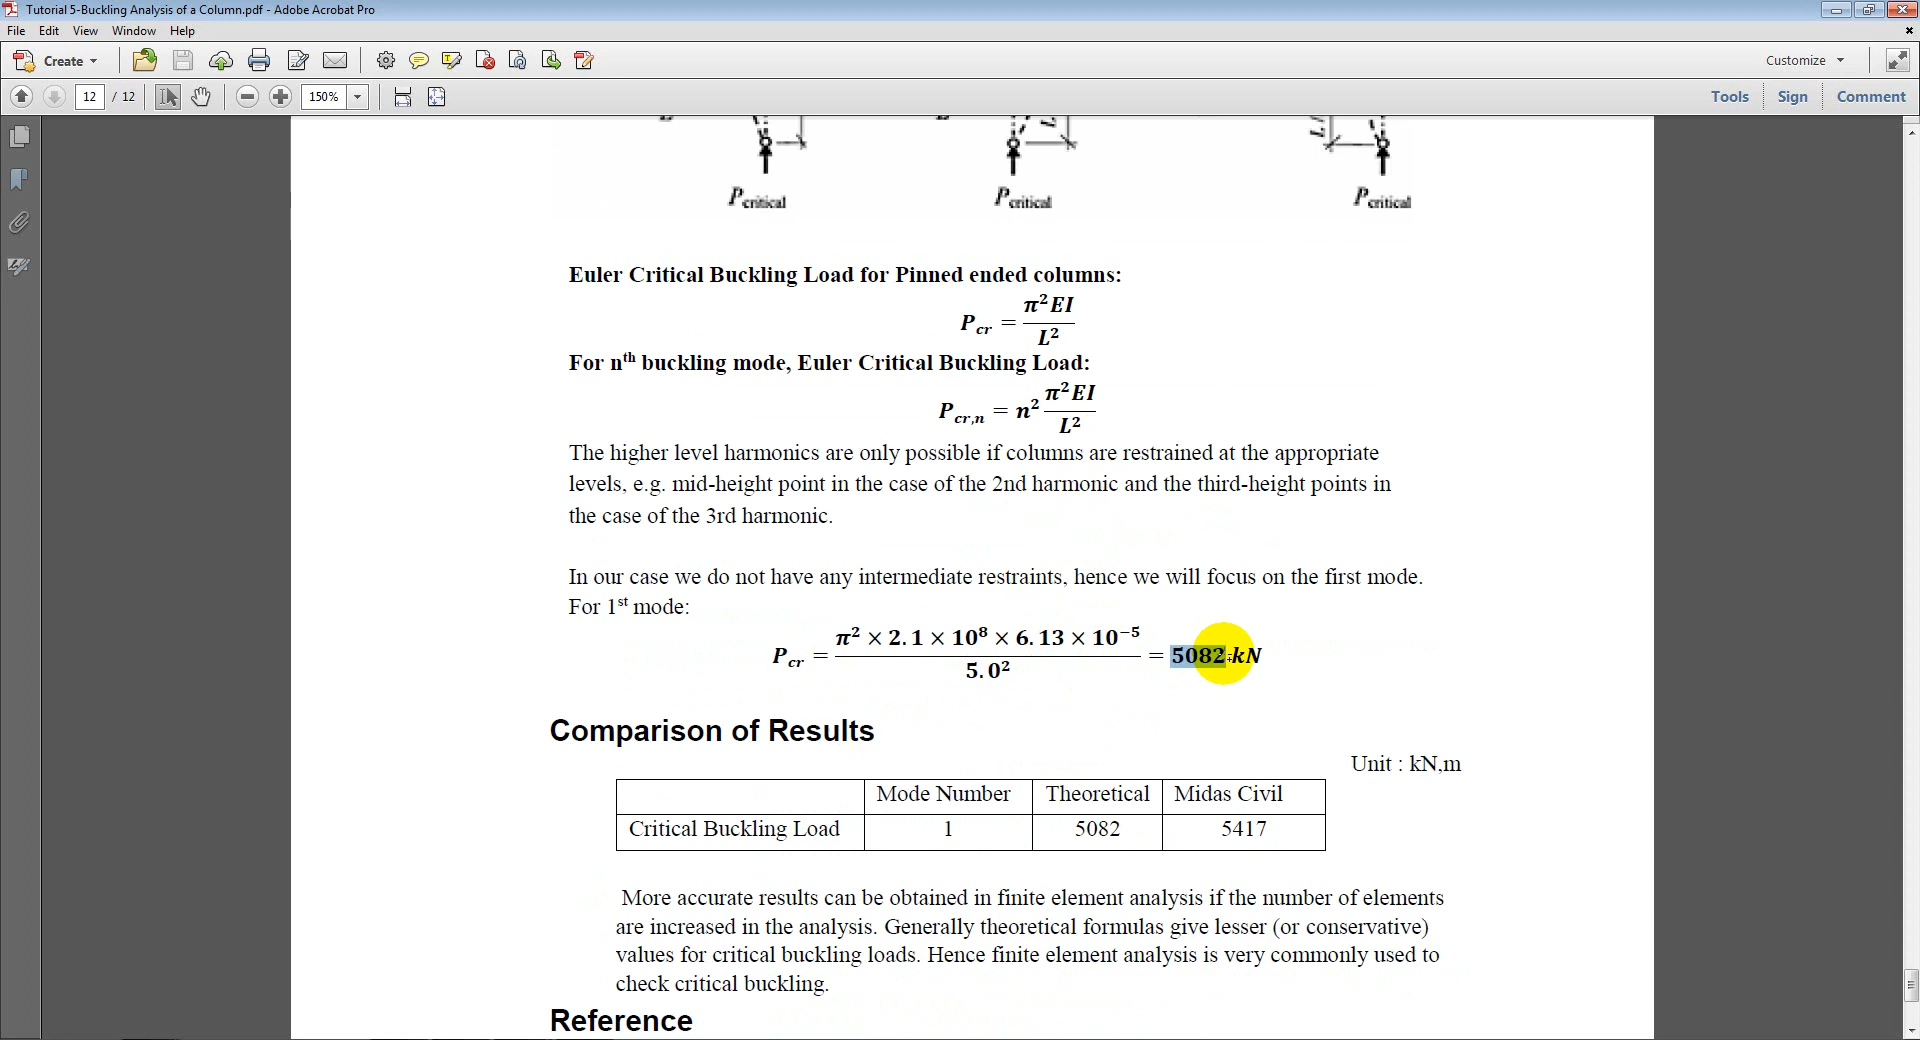 Tutorial 5-Buckling Analysis of a Column.pdf - Adobe Acrobat Pro
File Edit View Window Help
Create Customize
12 / 12 150% Tools Sign Comment
P critical P critical P critical
Euler Critical Buckling Load for Pinned ended columns:
P_cr = π²EI / L²
For nth buckling mode, Euler Critical Buckling Load:
P_cr,n = n² π²EI / L²
The higher level harmonics are only possible if columns are restrained at the appropriate
levels, e.g. mid-height point in the case of the 2nd harmonic and the third-height points in
the case of the 3rd harmonic.
In our case we do not have any intermediate restraints, hence we will focus on the first mode.
For 1st mode:
P_cr = π² × 2.1 × 10⁸ × 6.13 × 10⁻⁵ / 5.0² = 5082 kN
Comparison of Results
Unit : kN,m
Mode Number Theoretical Midas Civil
Critical Buckling Load 1 5082 5417
More accurate results can be obtained in finite element analysis if the number of elements
are increased in the analysis. Generally theoretical formulas give lesser (or conservative)
values for critical buckling loads. Hence finite element analysis is very commonly used to
check critical buckling.
Reference